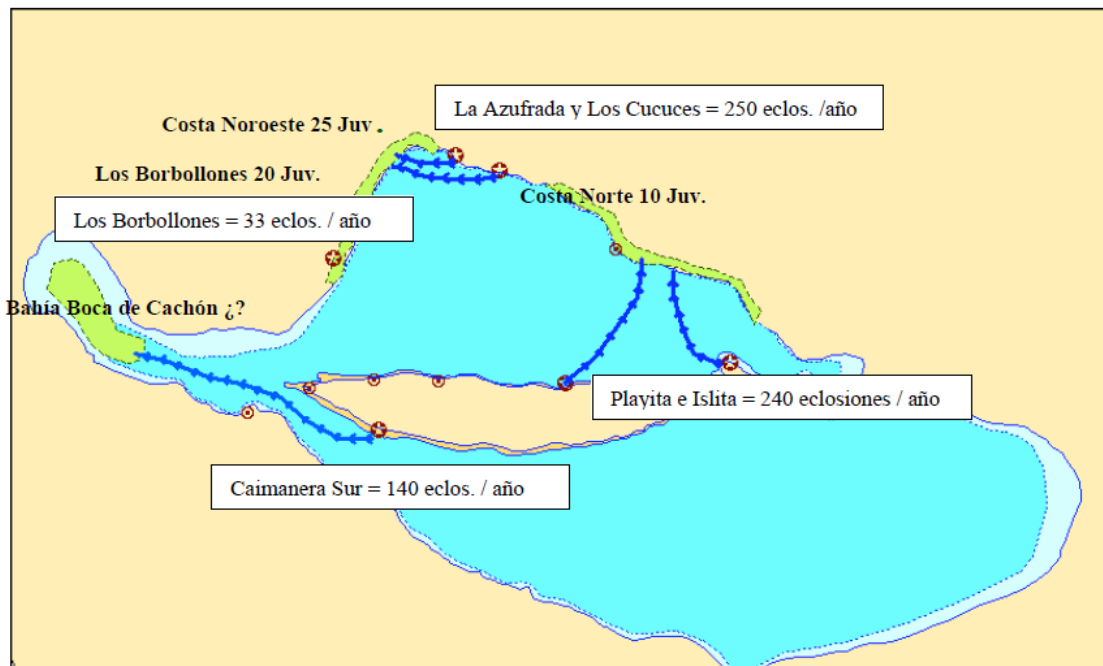 La Azufrada y Los Cucuces = 250 eclos. /año
Costa Noroeste 25 Juv .
Los Borbollones 20 Juv.
Costa Norte 10 Juv.
Los Borbollones = 33 eclos. / año
Bahía Boca de Cachón ¿?
Playita e Islita = 240 eclosiones / año
Caimanera Sur = 140 eclos. / año